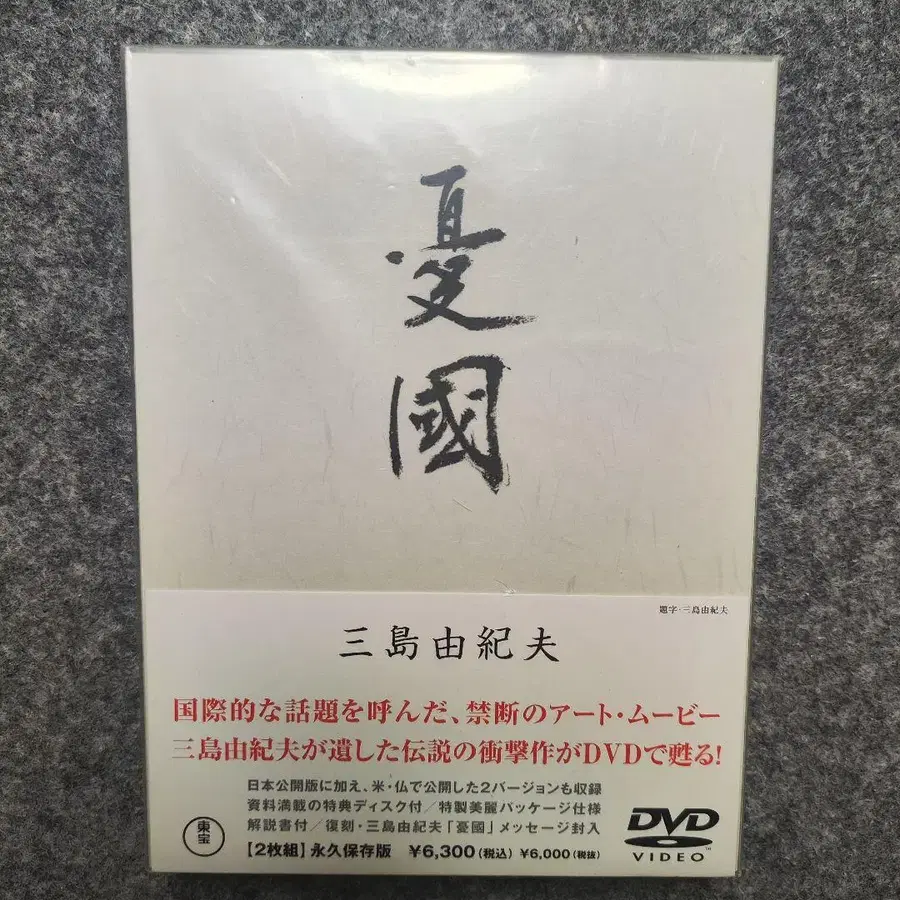 憂
國
題字・三島由紀夫
三島由紀夫
国際的な話題を呼んだ、禁断のアート・ムービー
三島由紀夫が遺した伝説の衝撃作がDVDで甦る!
日本公開版に加え、米・仏で公開した2バージョンも収録
資料満載の特典ディスク付／特製美麗パッケージ仕様
解説書付／復刻・三島由紀夫「憂國」メッセージ封入
【2枚組】永久保存版 ¥6,300(税込) ¥6,000(税抜)
東宝
DVD
VIDEO™